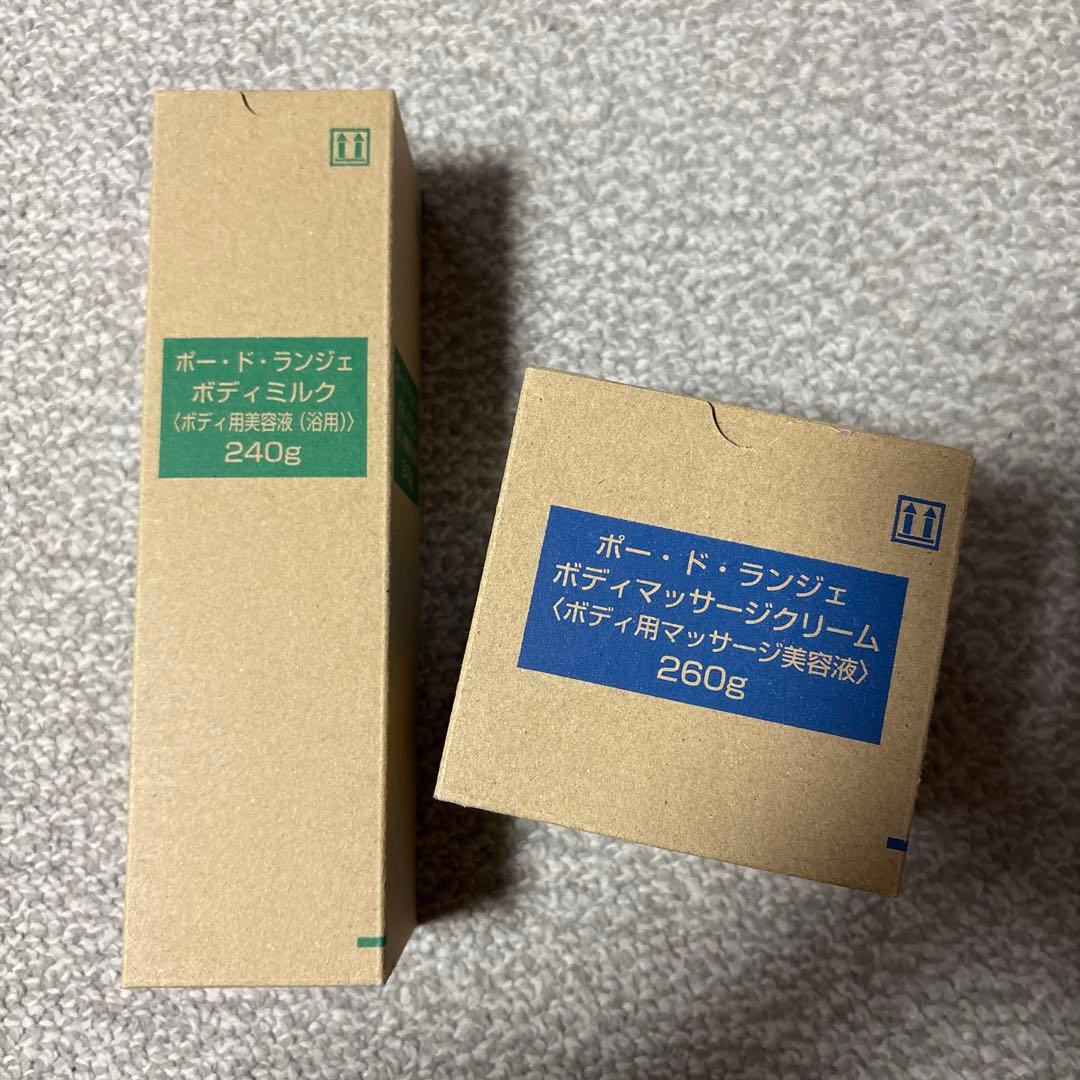 ポー・ド・ランジェ
ボディミルク
〈ボディ用美容液(浴用)〉
240g
ポー・ド・ランジェ
ボディマッサージクリーム
〈ボディ用マッサージ美容液〉
260g